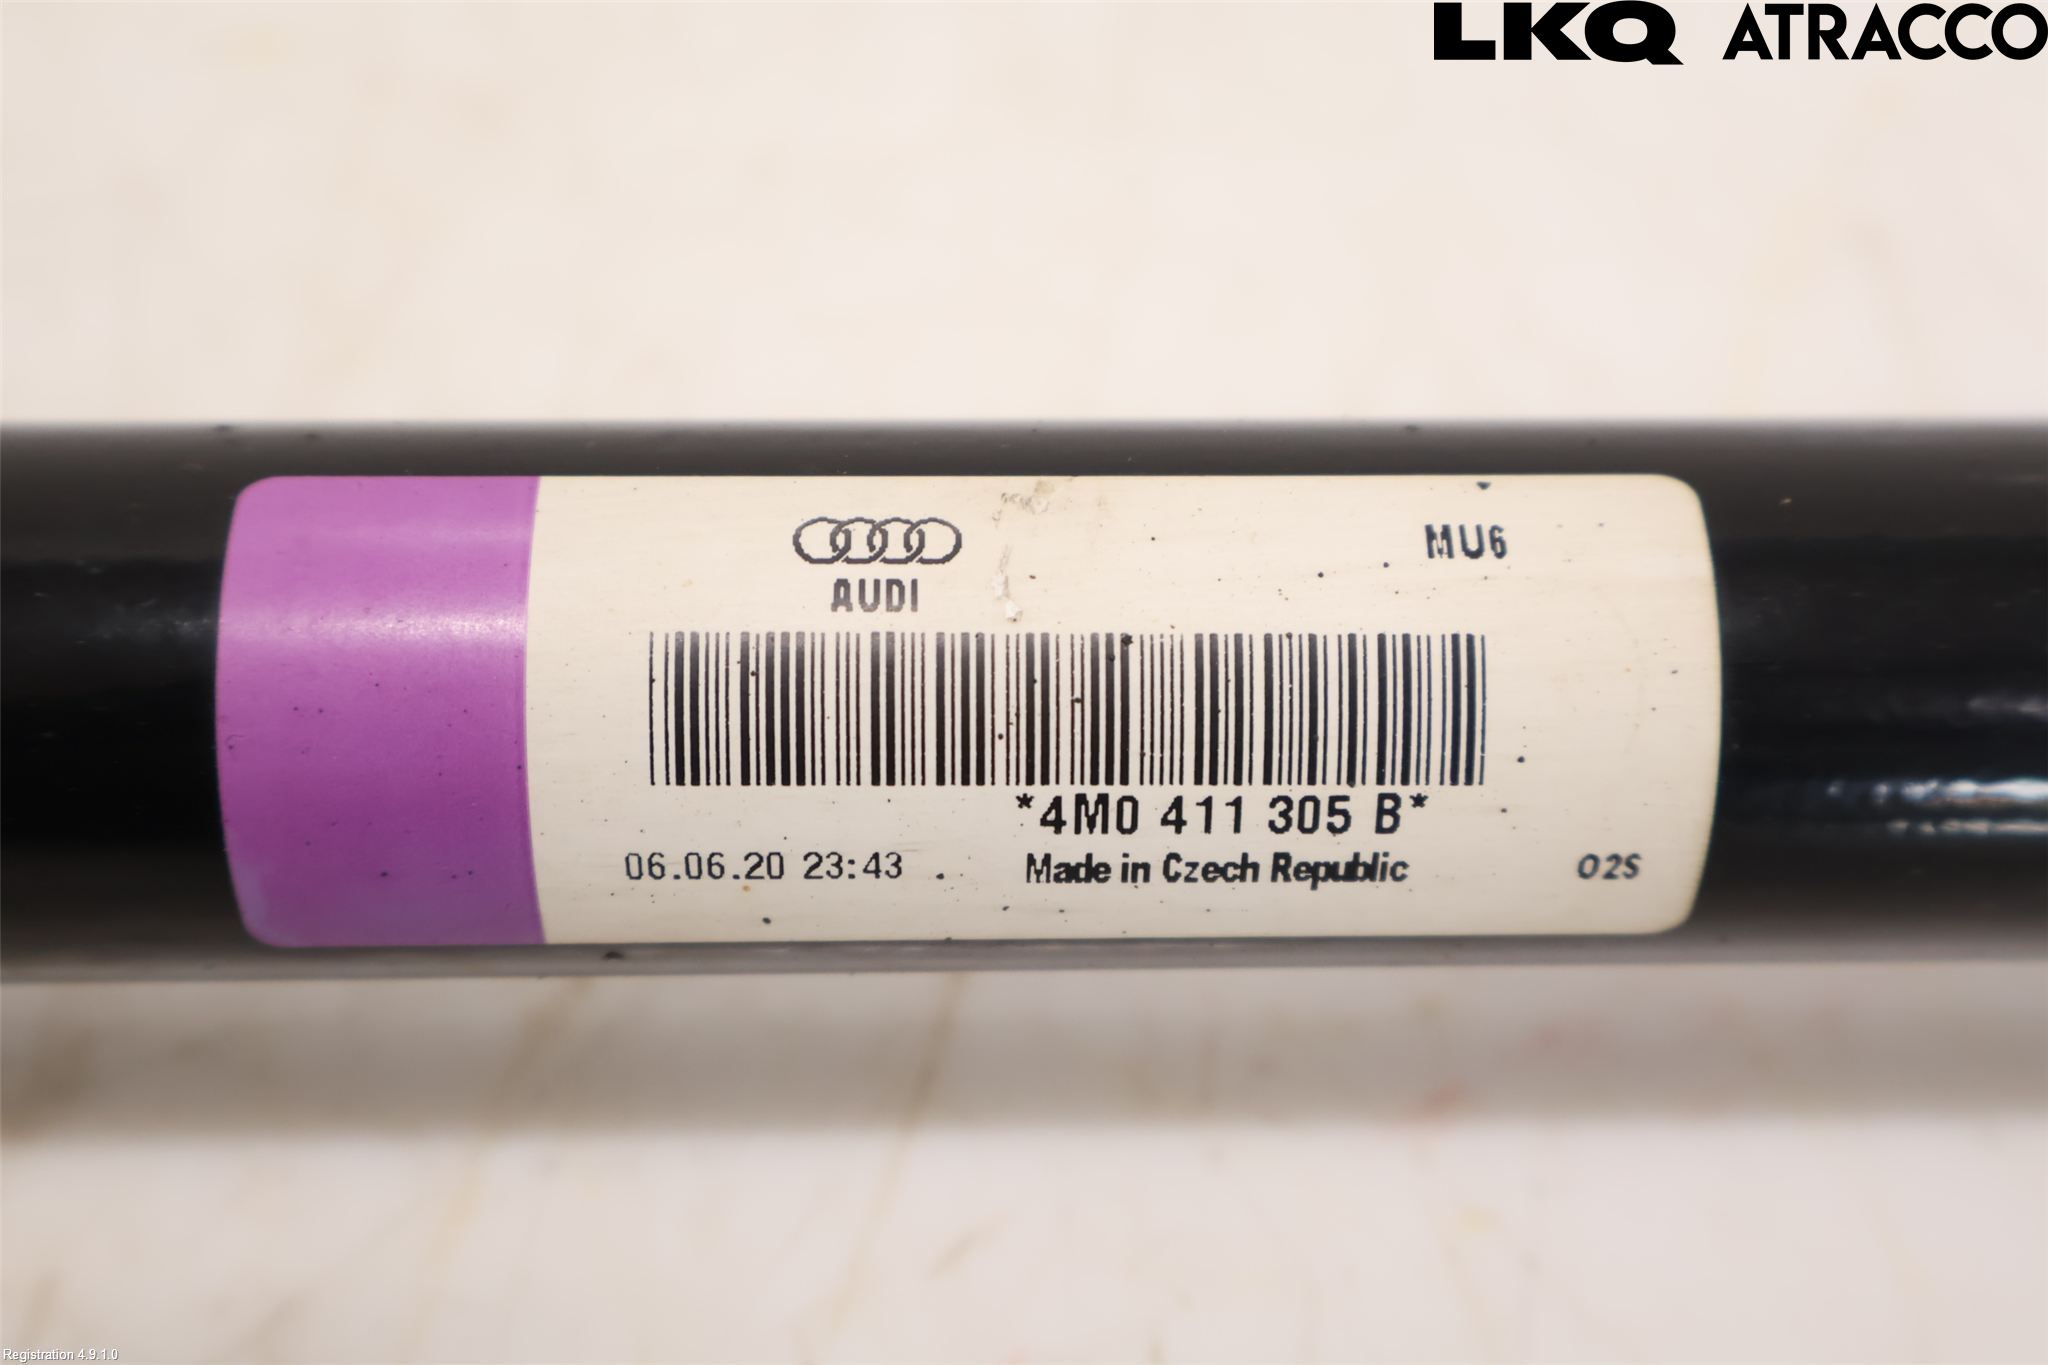 LKQ ATRACCO
MU6
AUDI
*4M0 411 305 B*
06.06.20 23:43 Made in Czech Republic 02S
Registration 4.9.1.0